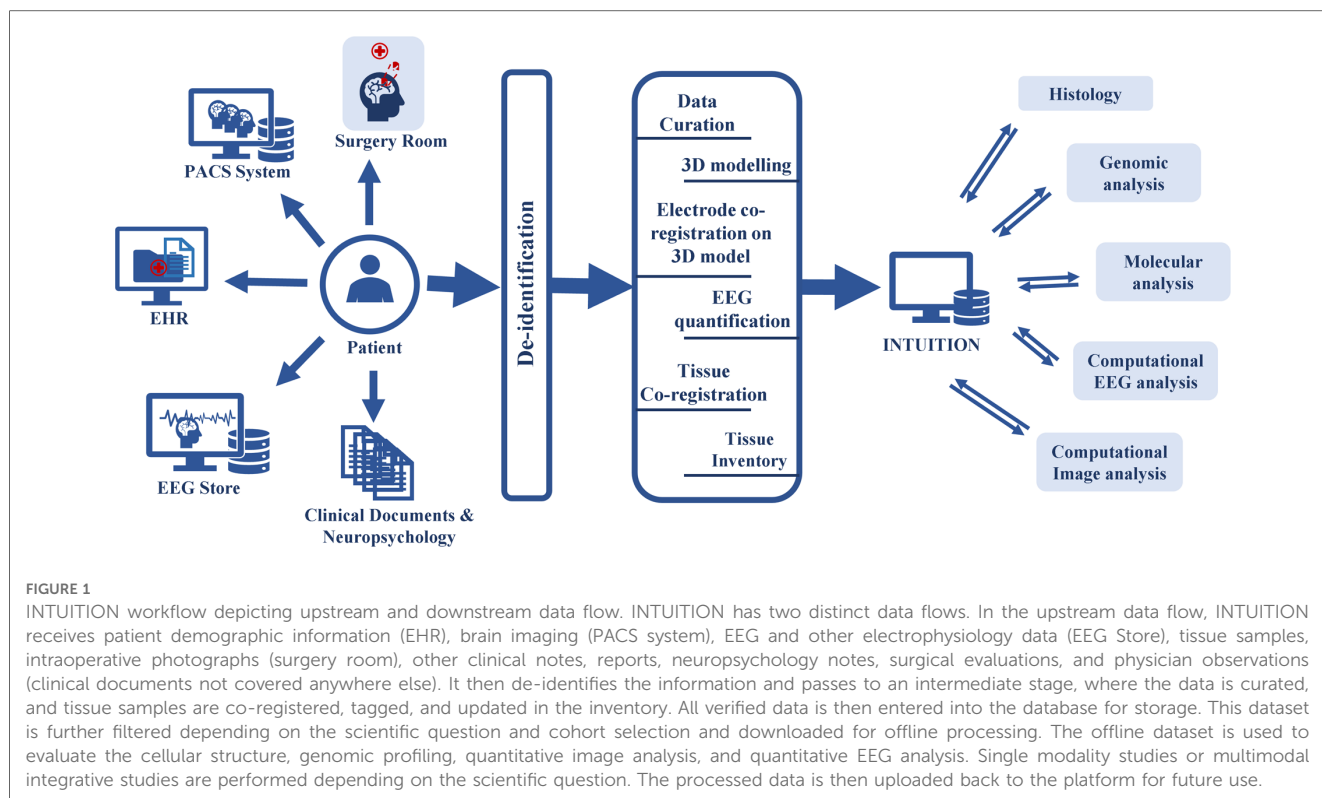 PACS System
Surgery Room
EHR
Patient
EEG Store
Clinical Documents &
Neuropsychology
De-identification
Data
Curation
3D modelling
Electrode co-
registration on
3D model
EEG
quantification
Tissue
Co-registration
Tissue
Inventory
INTUITION
Histology
Genomic
analysis
Molecular
analysis
Computational
EEG analysis
Computational
Image analysis
FIGURE 1
INTUITION workflow depicting upstream and downstream data flow. INTUITION has two distinct data flows. In the upstream data flow, INTUITION
receives patient demographic information (EHR), brain imaging (PACS system), EEG and other electrophysiology data (EEG Store), tissue samples,
intraoperative photographs (surgery room), other clinical notes, reports, neuropsychology notes, surgical evaluations, and physician observations
(clinical documents not covered anywhere else). It then de-identifies the information and passes to an intermediate stage, where the data is curated,
and tissue samples are co-registered, tagged, and updated in the inventory. All verified data is then entered into the database for storage. This dataset
is further filtered depending on the scientific question and cohort selection and downloaded for offline processing. The offline dataset is used to
evaluate the cellular structure, genomic profiling, quantitative image analysis, and quantitative EEG analysis. Single modality studies or multimodal
integrative studies are performed depending on the scientific question. The processed data is then uploaded back to the platform for future use.